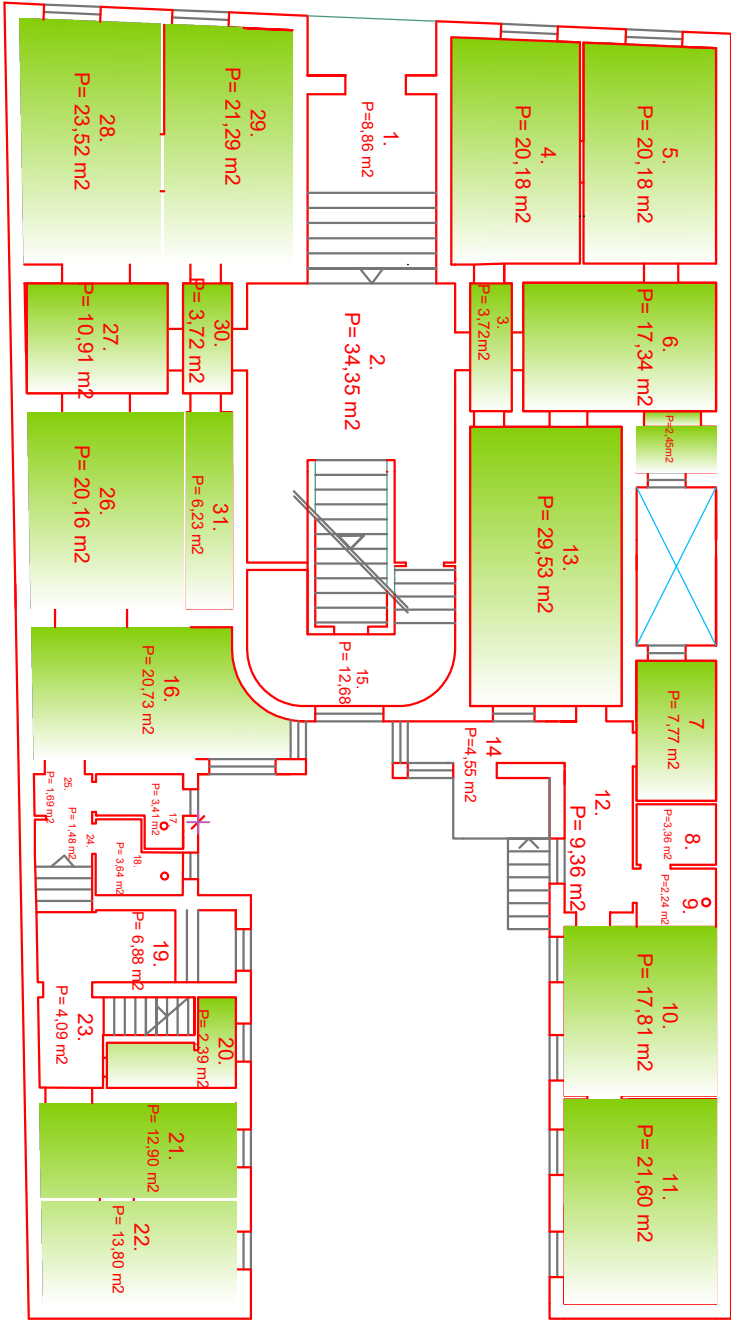 1.
P=8,86 m2
2.
P= 34,35 m2
3.
P= 3,72m2
4.
P= 20,18 m2
5.
P= 20,18 m2
6.
P= 17,34 m2
P=2,45m2
7
P= 7,77 m2
8.
P=3,36 m2
9.
P=2,24 m2
10.
P= 17,81 m2
11.
P= 21,60 m2
12.
P= 9,36 m2
13.
P= 29,53 m2
14
P=4,55 m2
15.
P= 12,68
16.
P= 20,73 m2
17.
P= 3,41 m2
18.
P= 3,64 m2
19.
P= 6,88 m2
20.
P= 2,39 m2
21.
P= 12,90 m2
22.
P= 13,80 m2
23.
P= 4,09 m2
24.
P= 1,48 m2
25.
P= 1,69 m2
26.
P= 20,16 m2
27.
P= 10,91 m2
28.
P= 23,52 m2
29.
P= 21,29 m2
30.
P= 3,72 m2
31.
P= 6,23 m2